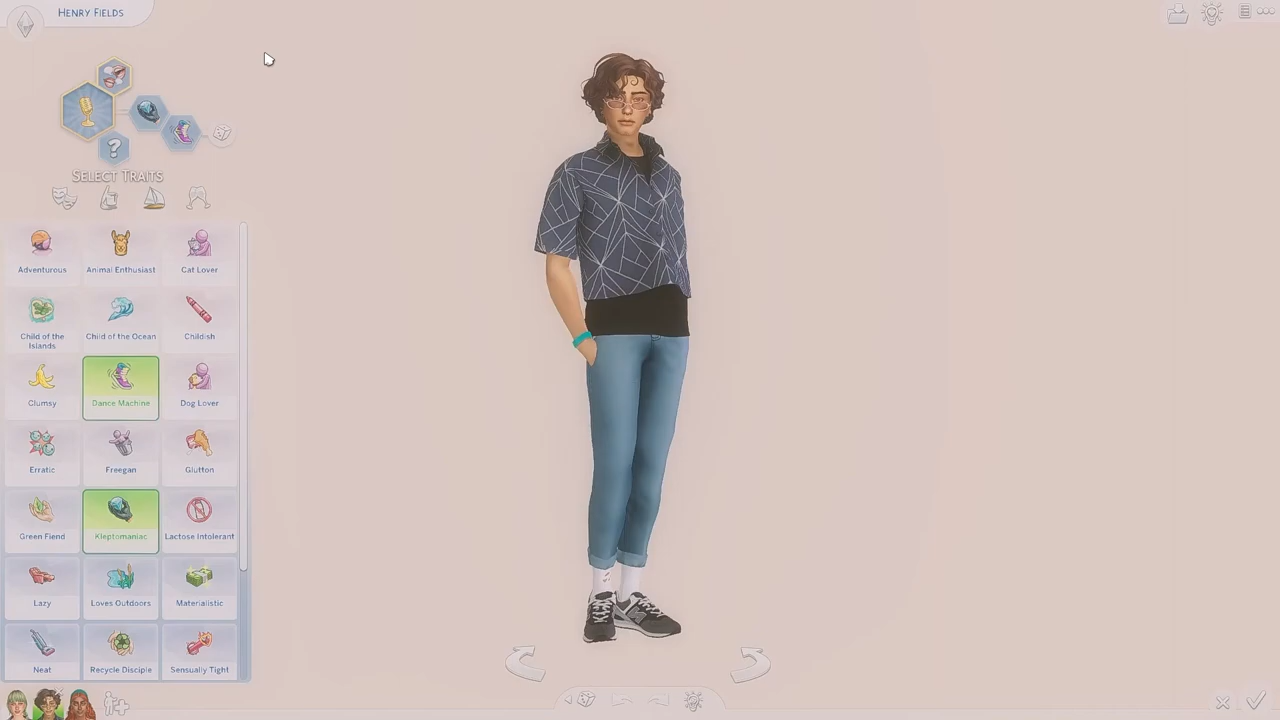 HENRY FIELDS
SELECT TRAITS
Adventurous
Animal Enthusiast
Cat Lover
Child of the
Islands
Child of the Ocean
Childish
Clumsy
Dance Machine
Dog Lover
Erratic
Freegan
Glutton
Green Fiend
Kleptomaniac
Lactose Intolerant
Lazy
Loves Outdoors
Materialistic
Neat
Recycle Disciple
Sensually Tight